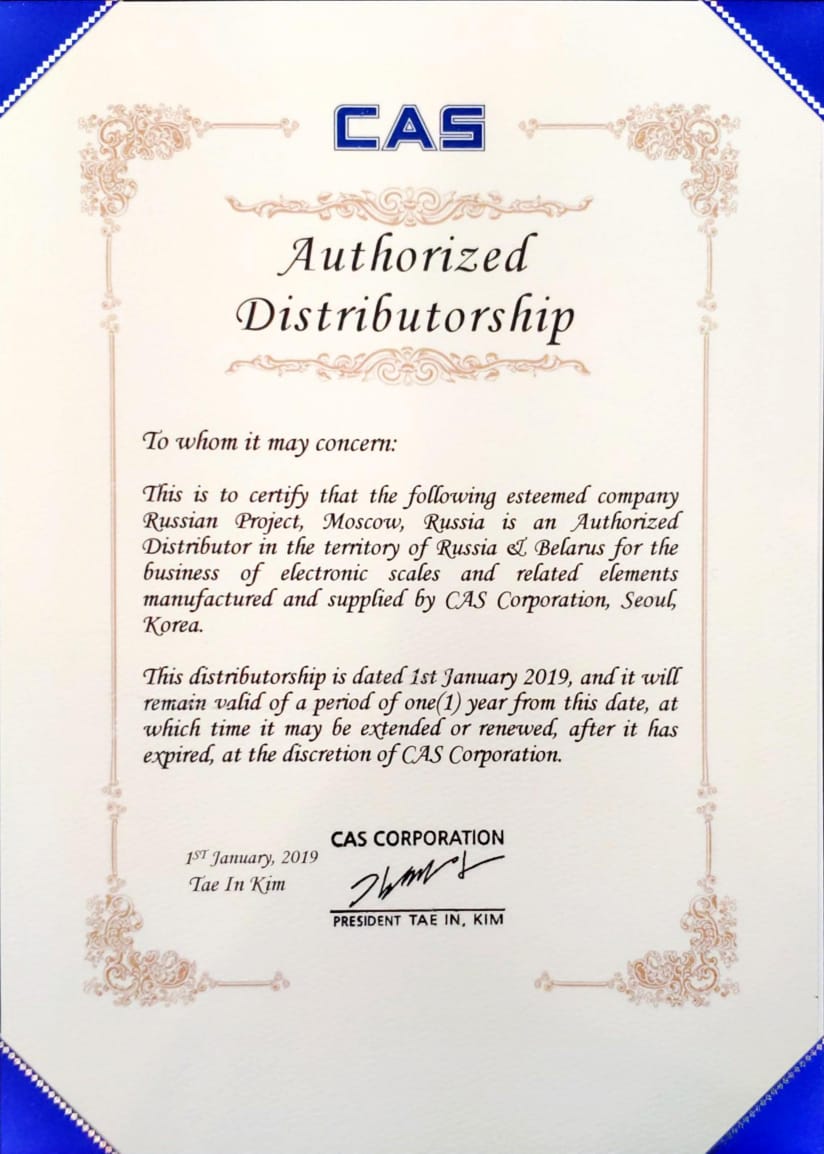 CAS
Authorized
Distributorship
To whom it may concern:
This is to certify that the following esteemed company
Russian Project, Moscow, Russia is an Authorized
Distributor in the territory of Russia & Belarus for the
business of electronic scales and related elements
manufactured and supplied by CAS Corporation, Seoul,
Korea.
This distributorship is dated 1st January 2019, and it will
remain valid of a period of one(1) year from this date, at
which time it may be extended or renewed, after it has
expired, at the discretion of CAS Corporation.
CAS CORPORATION
1ST January, 2019
Tae In Kim
PRESIDENT TAE IN, KIM